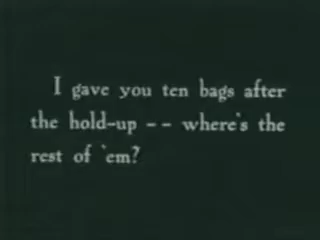 I gave you ten bags after
the hold-up -- where's the
rest of 'em?